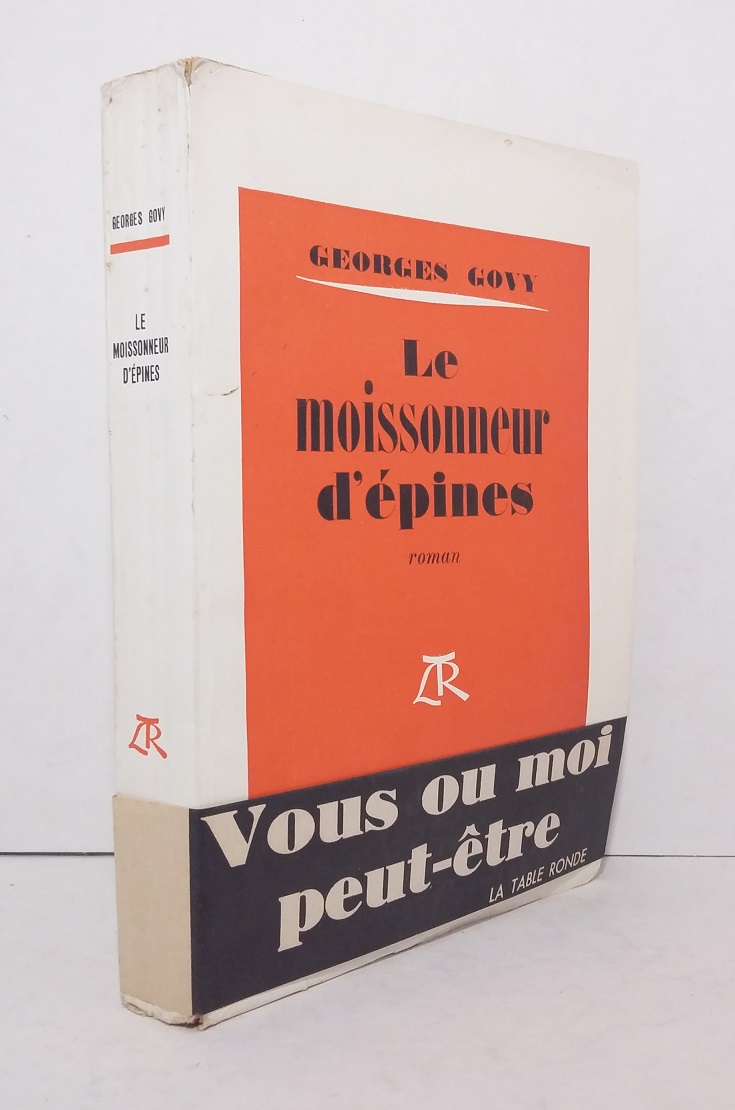 GEORGES GOVY
LE
MOISSONNEUR
D'ÉPINES
LTR
GEORGES GOVY
Le
moissonneur
d'épines
roman
LTR
Vous ou moi
peut-être
LA TABLE RONDE